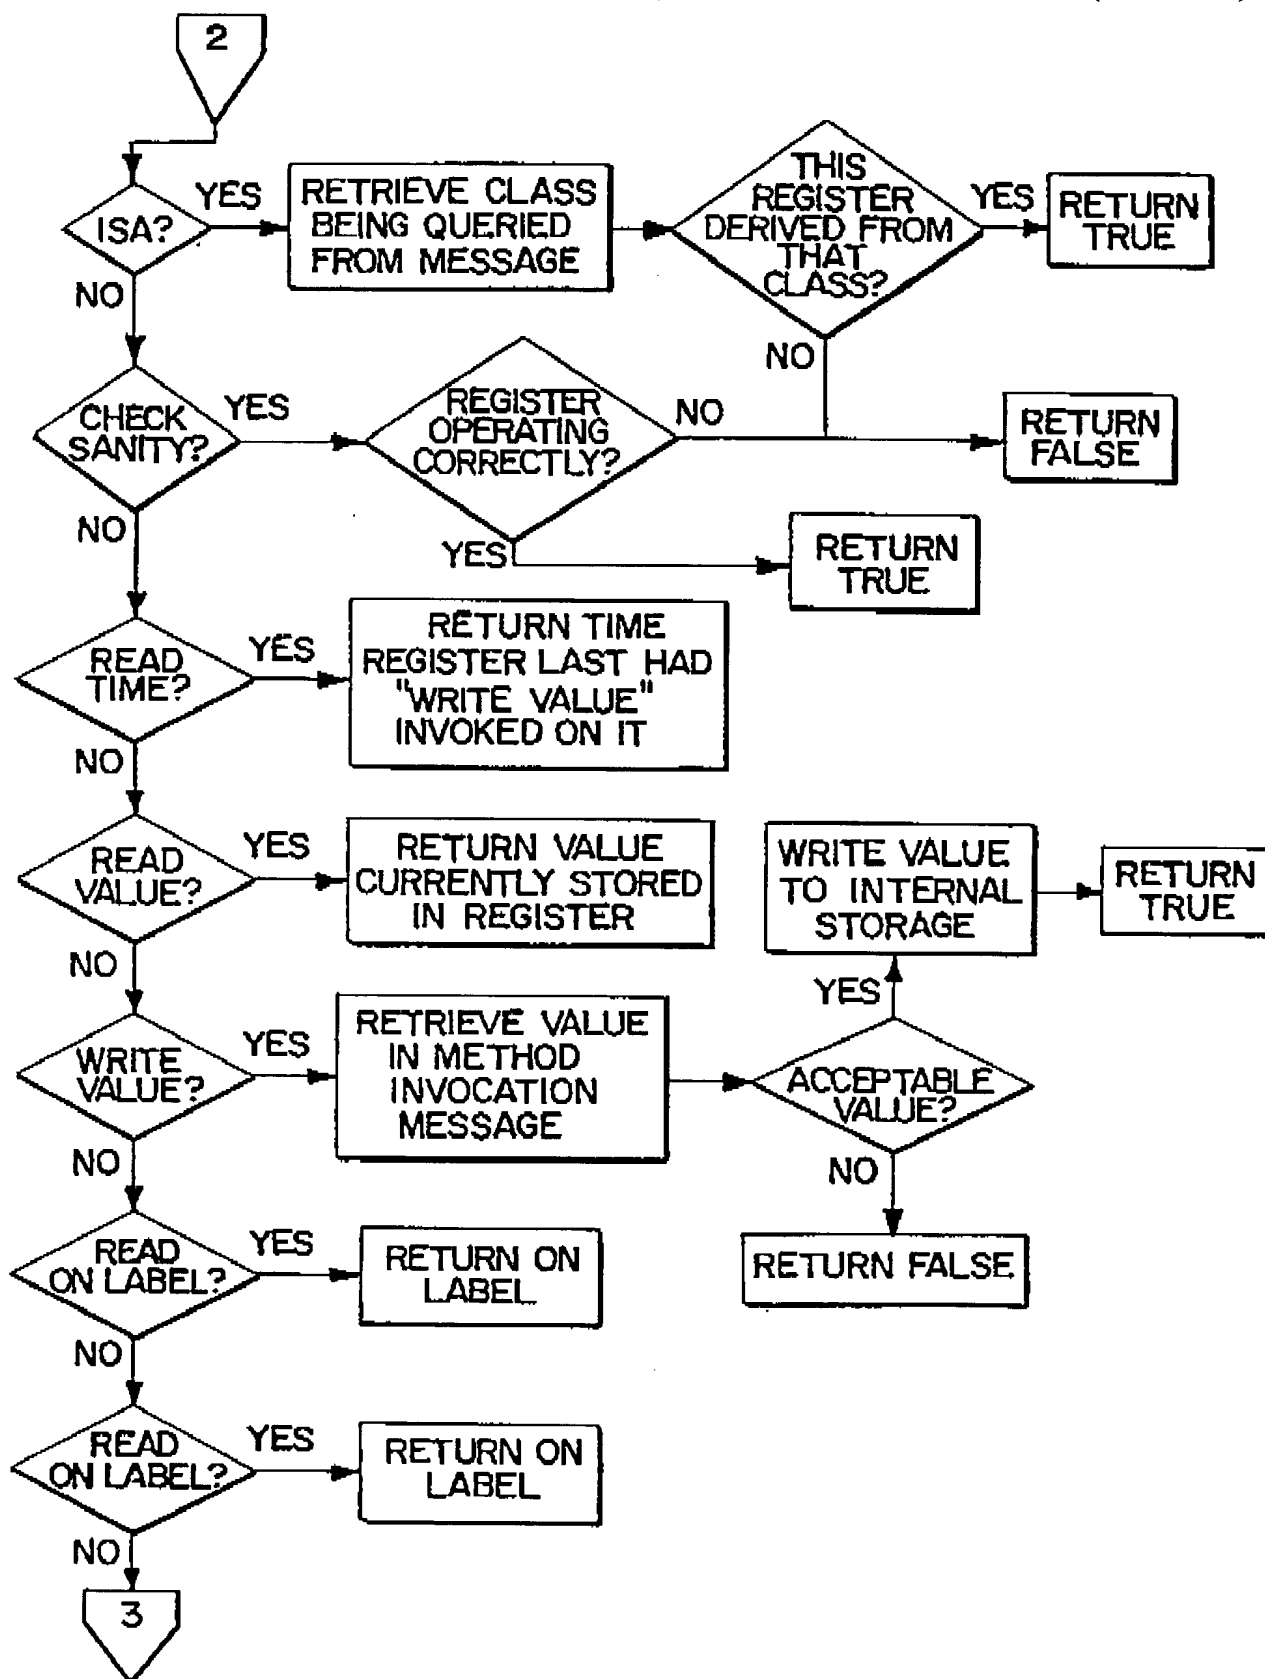 2
ISA?
YES
RETRIEVE CLASS
BEING QUERIED
FROM MESSAGE
THIS
REGISTER
DERIVED FROM
THAT
CLASS?
YES
RETURN
TRUE
NO
NO
CHECK
SANITY?
YES
REGISTER
OPERATING
CORRECTLY?
NO
RETURN
FALSE
NO
YES
RETURN
TRUE
READ
TIME?
YES
RETURN TIME
REGISTER LAST HAD
"WRITE VALUE"
INVOKED ON IT
NO
READ
VALUE?
YES
RETURN VALUE
CURRENTLY STORED
IN REGISTER
WRITE VALUE
TO INTERNAL
STORAGE
RETURN
TRUE
NO
YES
WRITE
VALUE?
YES
RETRIEVE VALUE
IN METHOD
INVOCATION
MESSAGE
ACCEPTABLE
VALUE?
NO
NO
READ
ON LABEL?
YES
RETURN ON
LABEL
RETURN FALSE
NO
READ
ON LABEL?
YES
RETURN ON
LABEL
NO
3